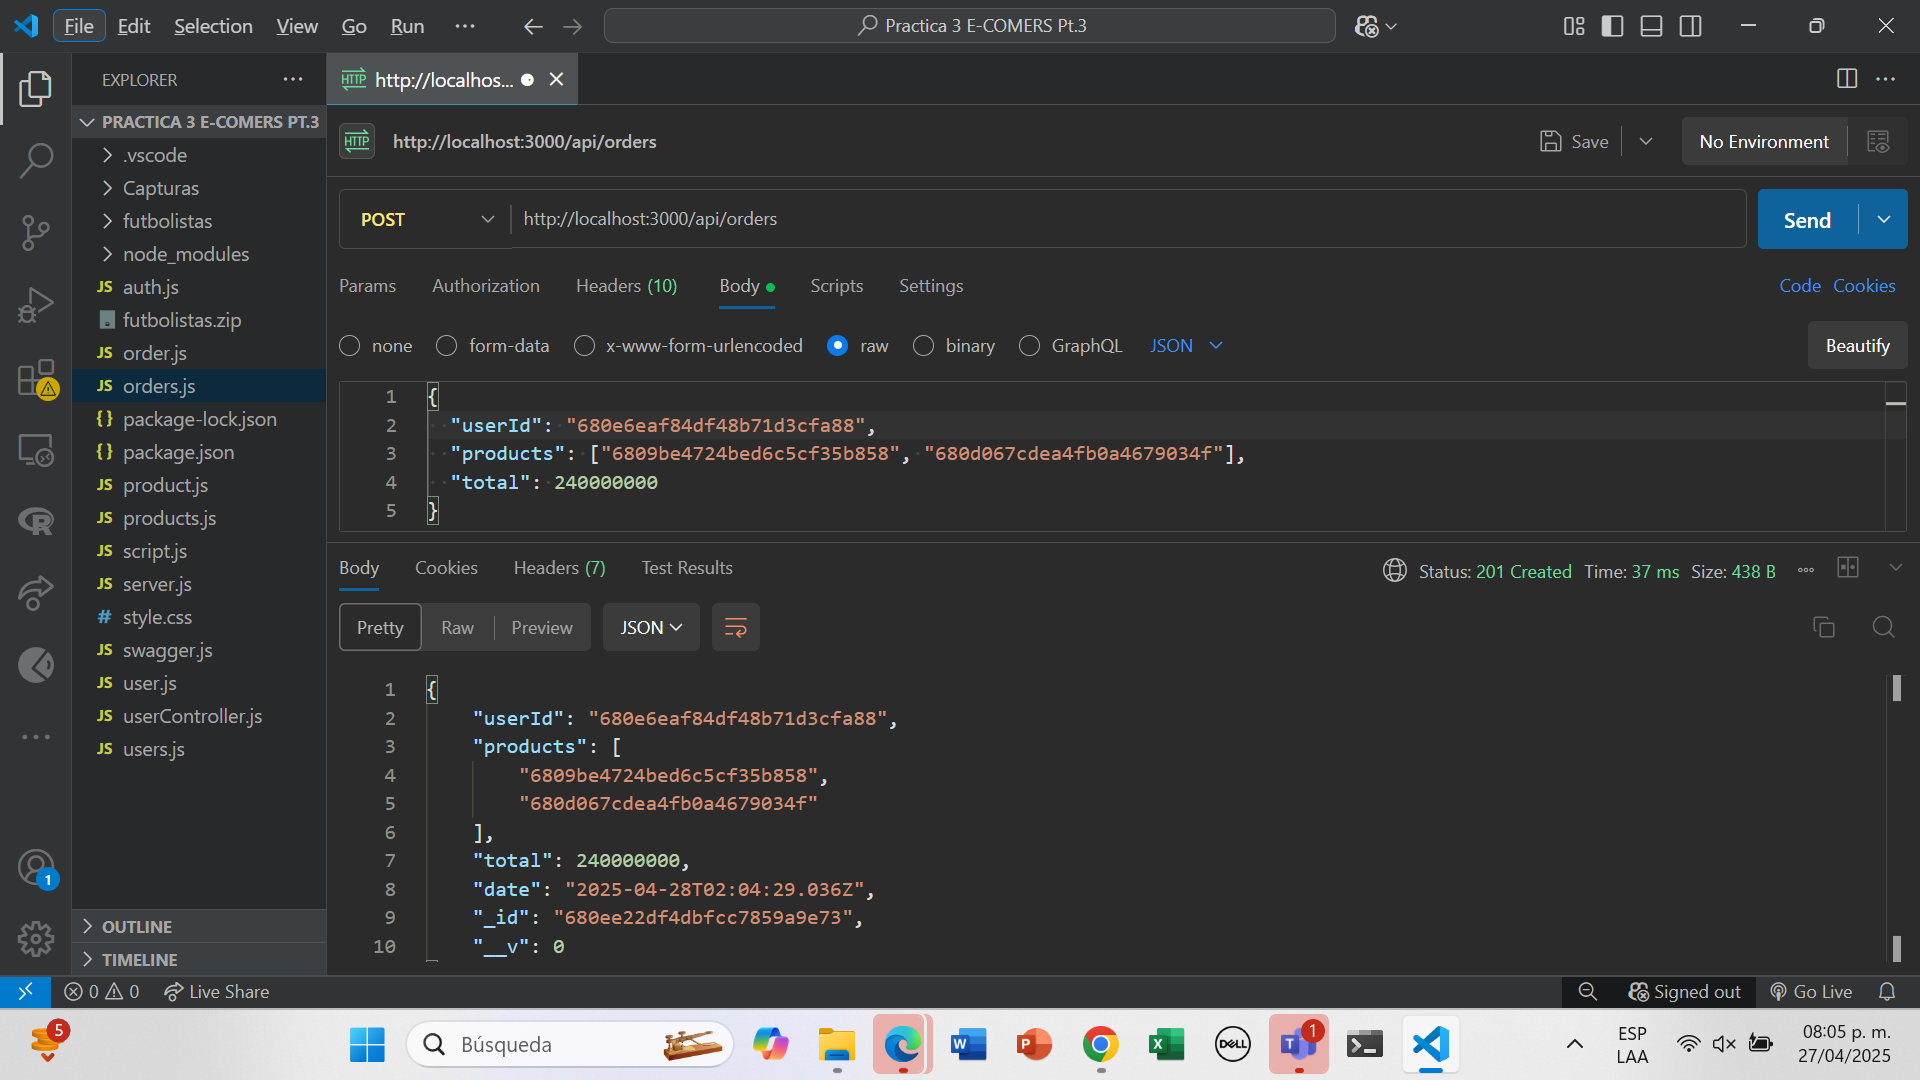 File Edit Selection View Go Run ··· Practica 3 E-COMERS Pt.3
EXPLORER ···
HTTP http://localhos...
PRACTICA 3 E-COMERS PT.3
.vscode
Capturas
futbolistas
node_modules
JS auth.js
futbolistas.zip
JS order.js
JS orders.js
{} package-lock.json
{} package.json
JS product.js
JS products.js
JS script.js
JS server.js
# style.css
JS swagger.js
JS user.js
JS userController.js
JS users.js
OUTLINE
TIMELINE
1
HTTP http://localhost:3000/api/orders Save No Environment
POST http://localhost:3000/api/orders Send
Params Authorization Headers (10) Body Scripts Settings Code Cookies
none form-data x-www-form-urlencoded raw binary GraphQL JSON Beautify
1 {
2 "userId": "680e6eaf84df48b71d3cfa88",
3 "products": ["6809be4724bed6c5cf35b858", "680d067cdea4fb0a4679034f"],
4 "total": 240000000
5 }
Body Cookies Headers (7) Test Results Status: 201 Created Time: 37 ms Size: 438 B
Pretty Raw Preview JSON
1 {
2 "userId": "680e6eaf84df48b71d3cfa88",
3 "products": [
4 "6809be4724bed6c5cf35b858",
5 "680d067cdea4fb0a4679034f"
6 ],
7 "total": 240000000,
8 "date": "2025-04-28T02:04:29.036Z",
9 "_id": "680ee22df4dbfcc7859a9e73",
10 "__v": 0
0 0 Live Share Signed out Go Live
5 Búsqueda W P X DELL T 1 ESP 08:05 p. m.
LAA 27/04/2025